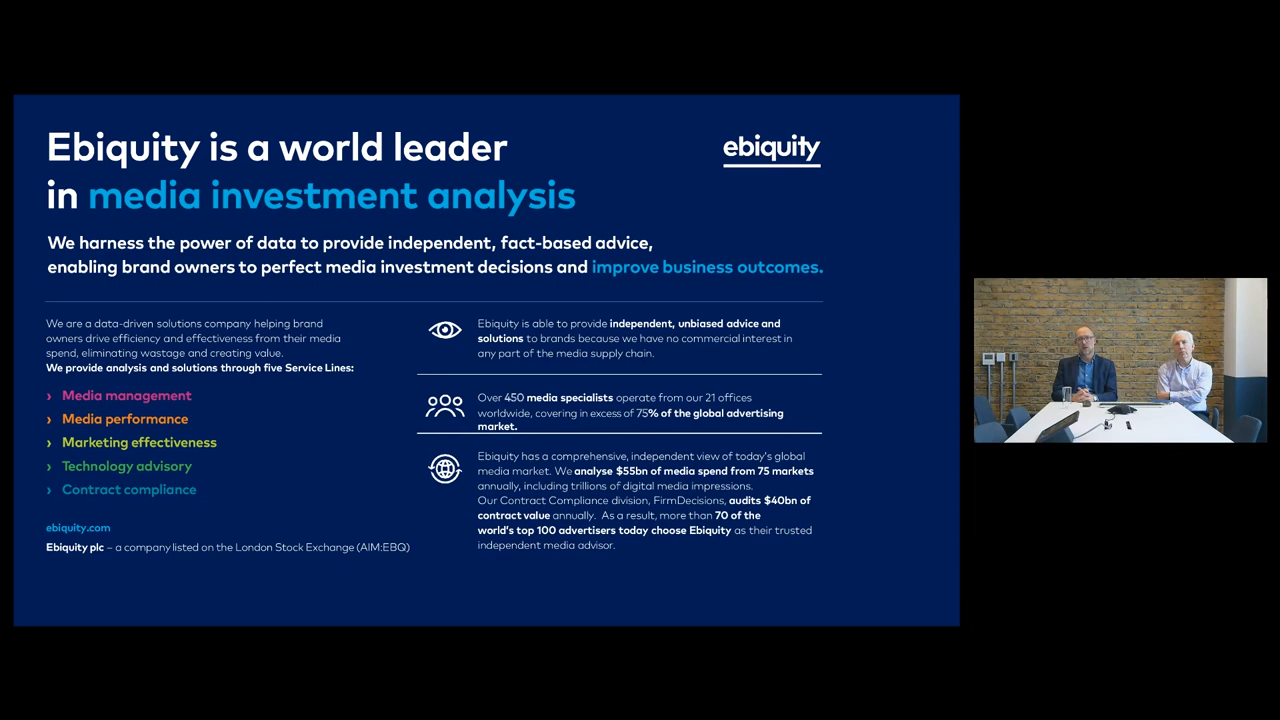 Ebiquity is a world leader
in media investment analysis
ebiquity
We harness the power of data to provide independent, fact-based advice,
enabling brand owners to perfect media investment decisions and improve business outcomes.
We are a data-driven solutions company helping brand
owners drive efficiency and effectiveness from their media
spend, eliminating wastage and creating value.
We provide analysis and solutions through five Service Lines:
› Media management
› Media performance
› Marketing effectiveness
› Technology advisory
› Contract compliance
ebiquity.com
Ebiquity plc – a company listed on the London Stock Exchange (AIM:EBQ)
Ebiquity is able to provide independent, unbiased advice and
solutions to brands because we have no commercial interest in
any part of the media supply chain.
Over 450 media specialists operate from our 21 offices
worldwide, covering in excess of 75% of the global advertising
market.
Ebiquity has a comprehensive, independent view of today's global
media market. We analyse $55bn of media spend from 75 markets
annually, including trillions of digital media impressions.
Our Contract Compliance division, FirmDecisions, audits $40bn of
contract value annually. As a result, more than 70 of the
world's top 100 advertisers today choose Ebiquity as their trusted
independent media advisor.